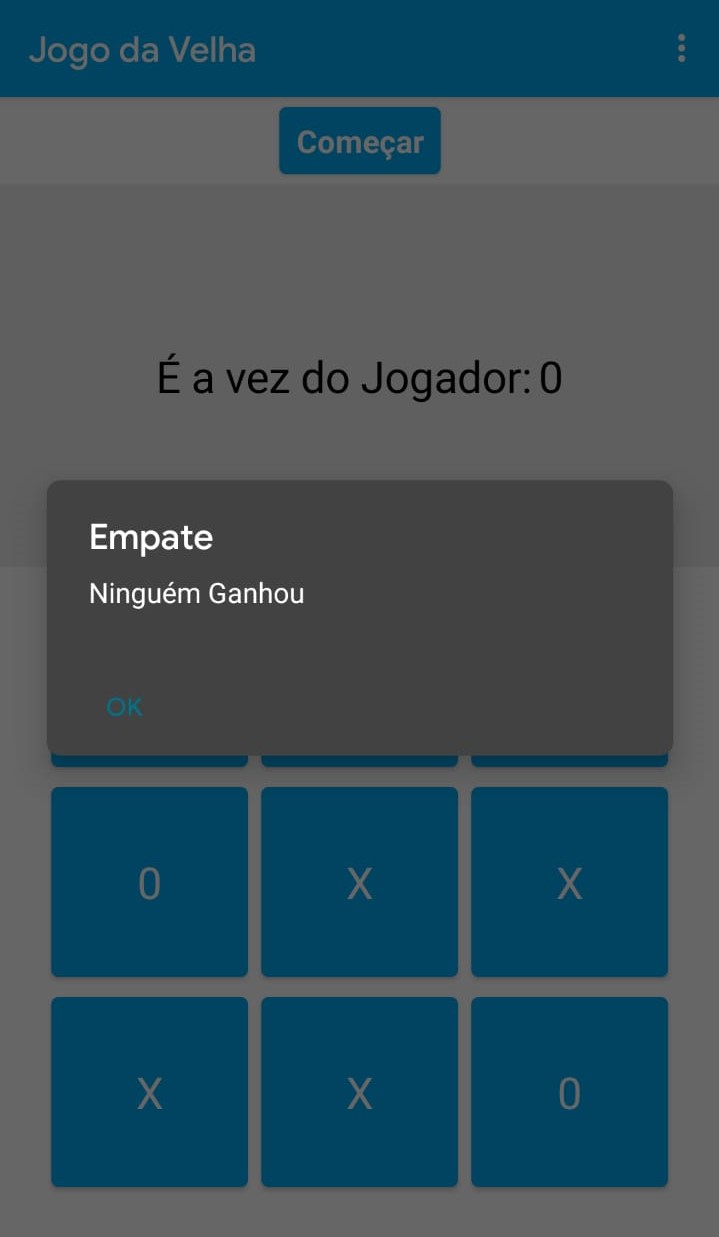 Jogo da Velha
Começar
É a vez do Jogador: 0
Empate
Ninguém Ganhou
OK
0 X X
X X 0